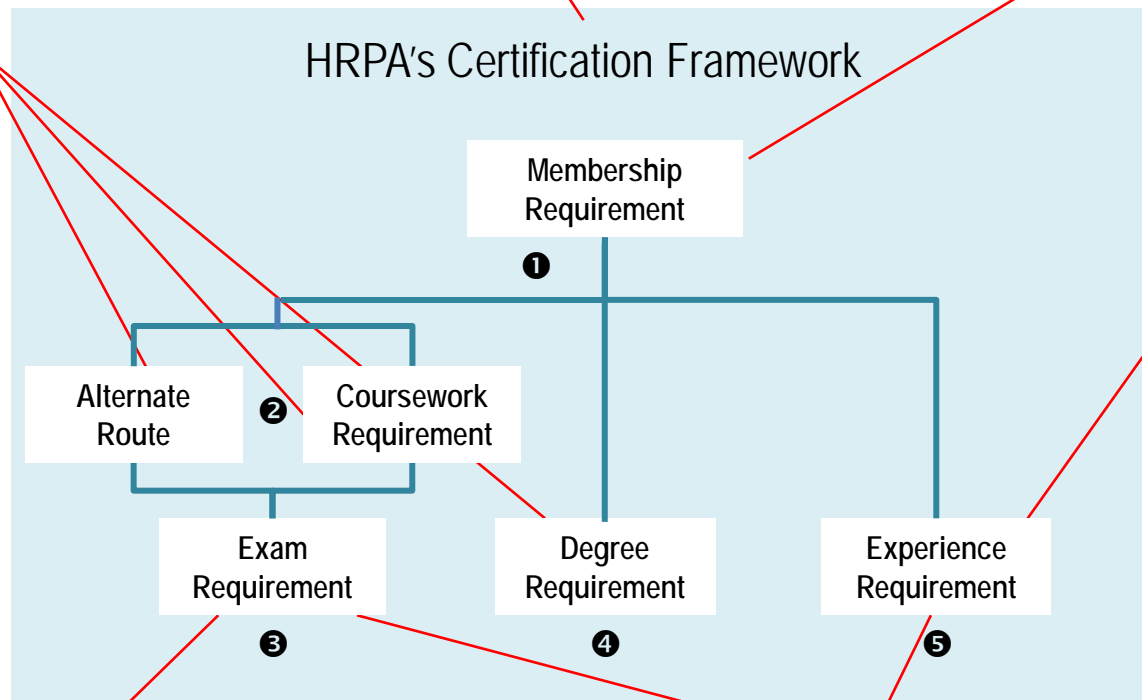 HRPA's Certification Framework
Membership
Requirement
❶
Alternate
Route
❷
Coursework
Requirement
Exam
Requirement
❸
Degree
Requirement
❹
Experience
Requirement
❺